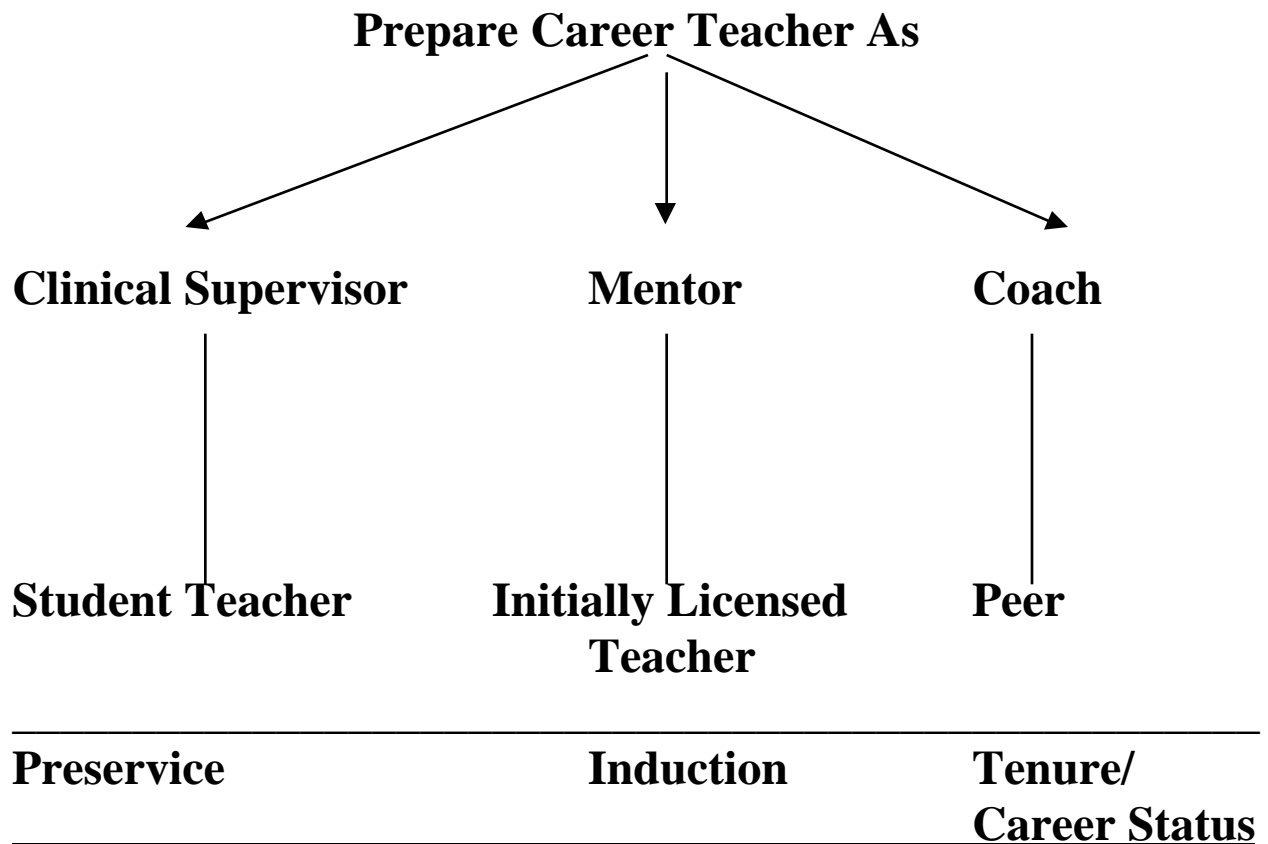 Prepare Career Teacher As
Clinical Supervisor Mentor Coach
Student Teacher Initially Licensed Peer
Teacher
Preservice Induction Tenure/
Career Status